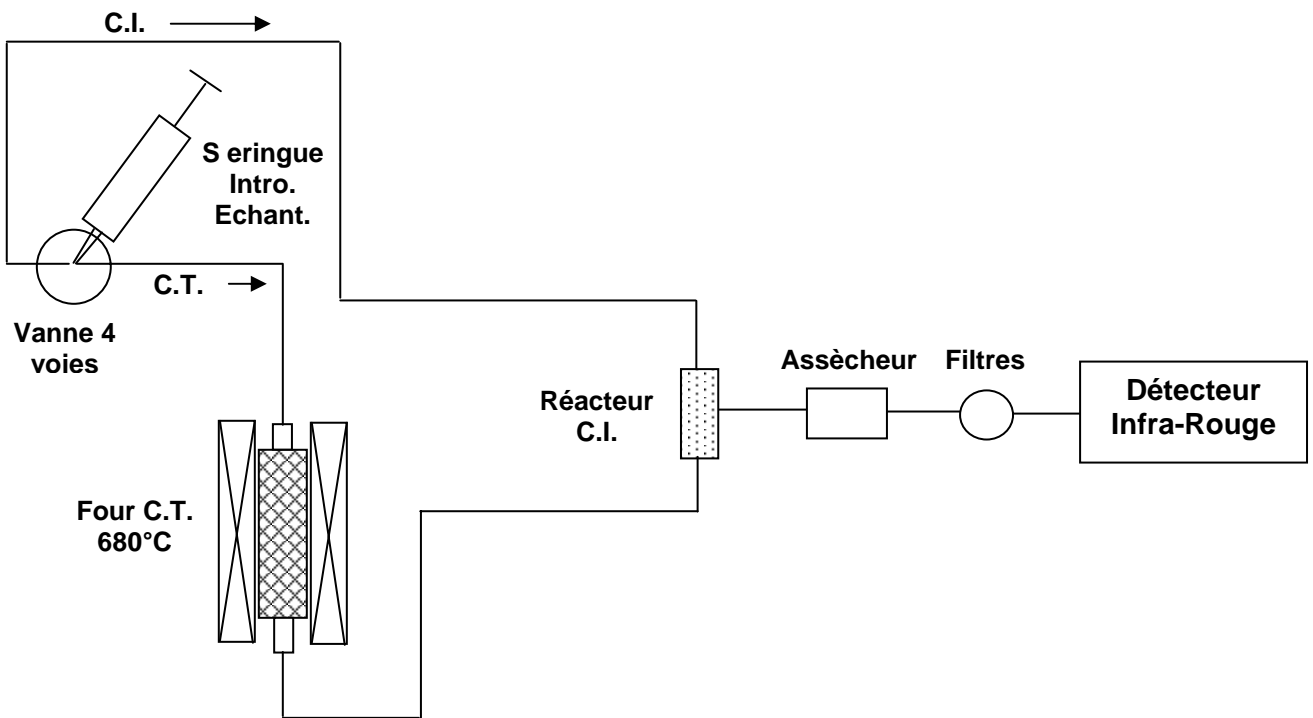 C.I.
S eringue
Intro.
Echant.
C.T.
Vanne 4
voies
Assècheur
Filtres
Détecteur
Infra-Rouge
Réacteur
C.I.
Four C.T.
680°C